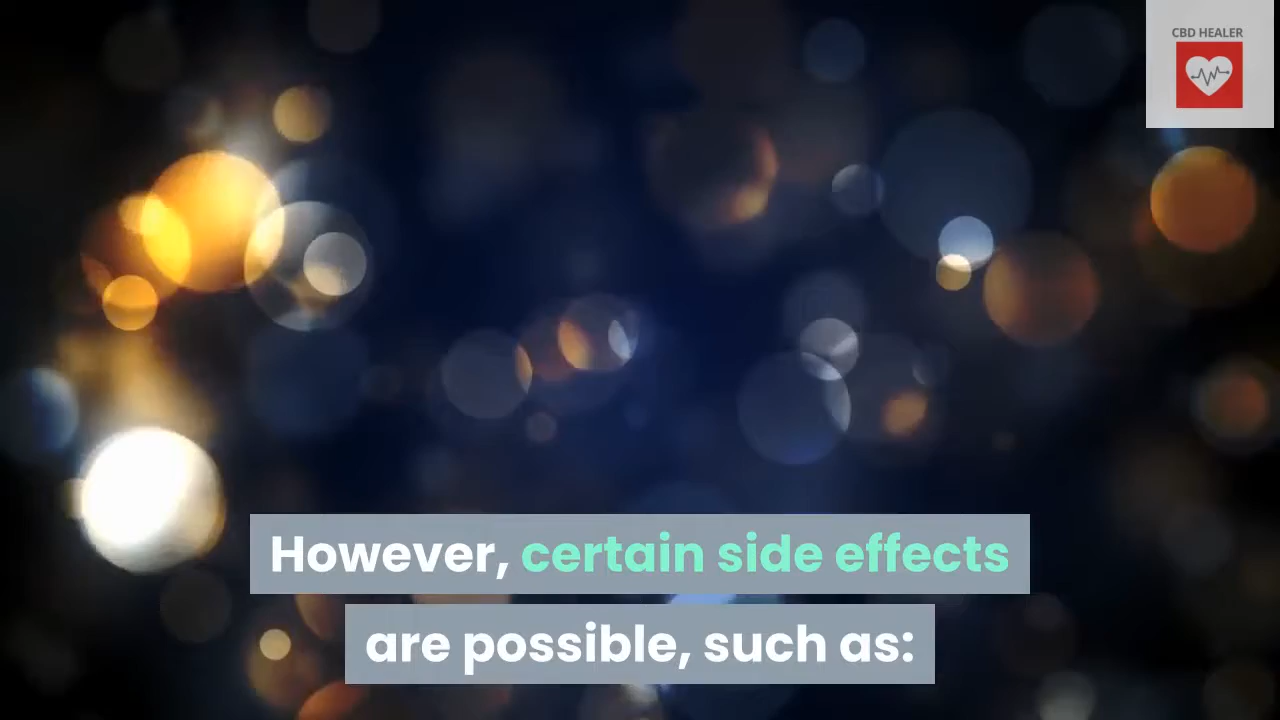 CBD HEALER
However, certain side effects
are possible, such as: